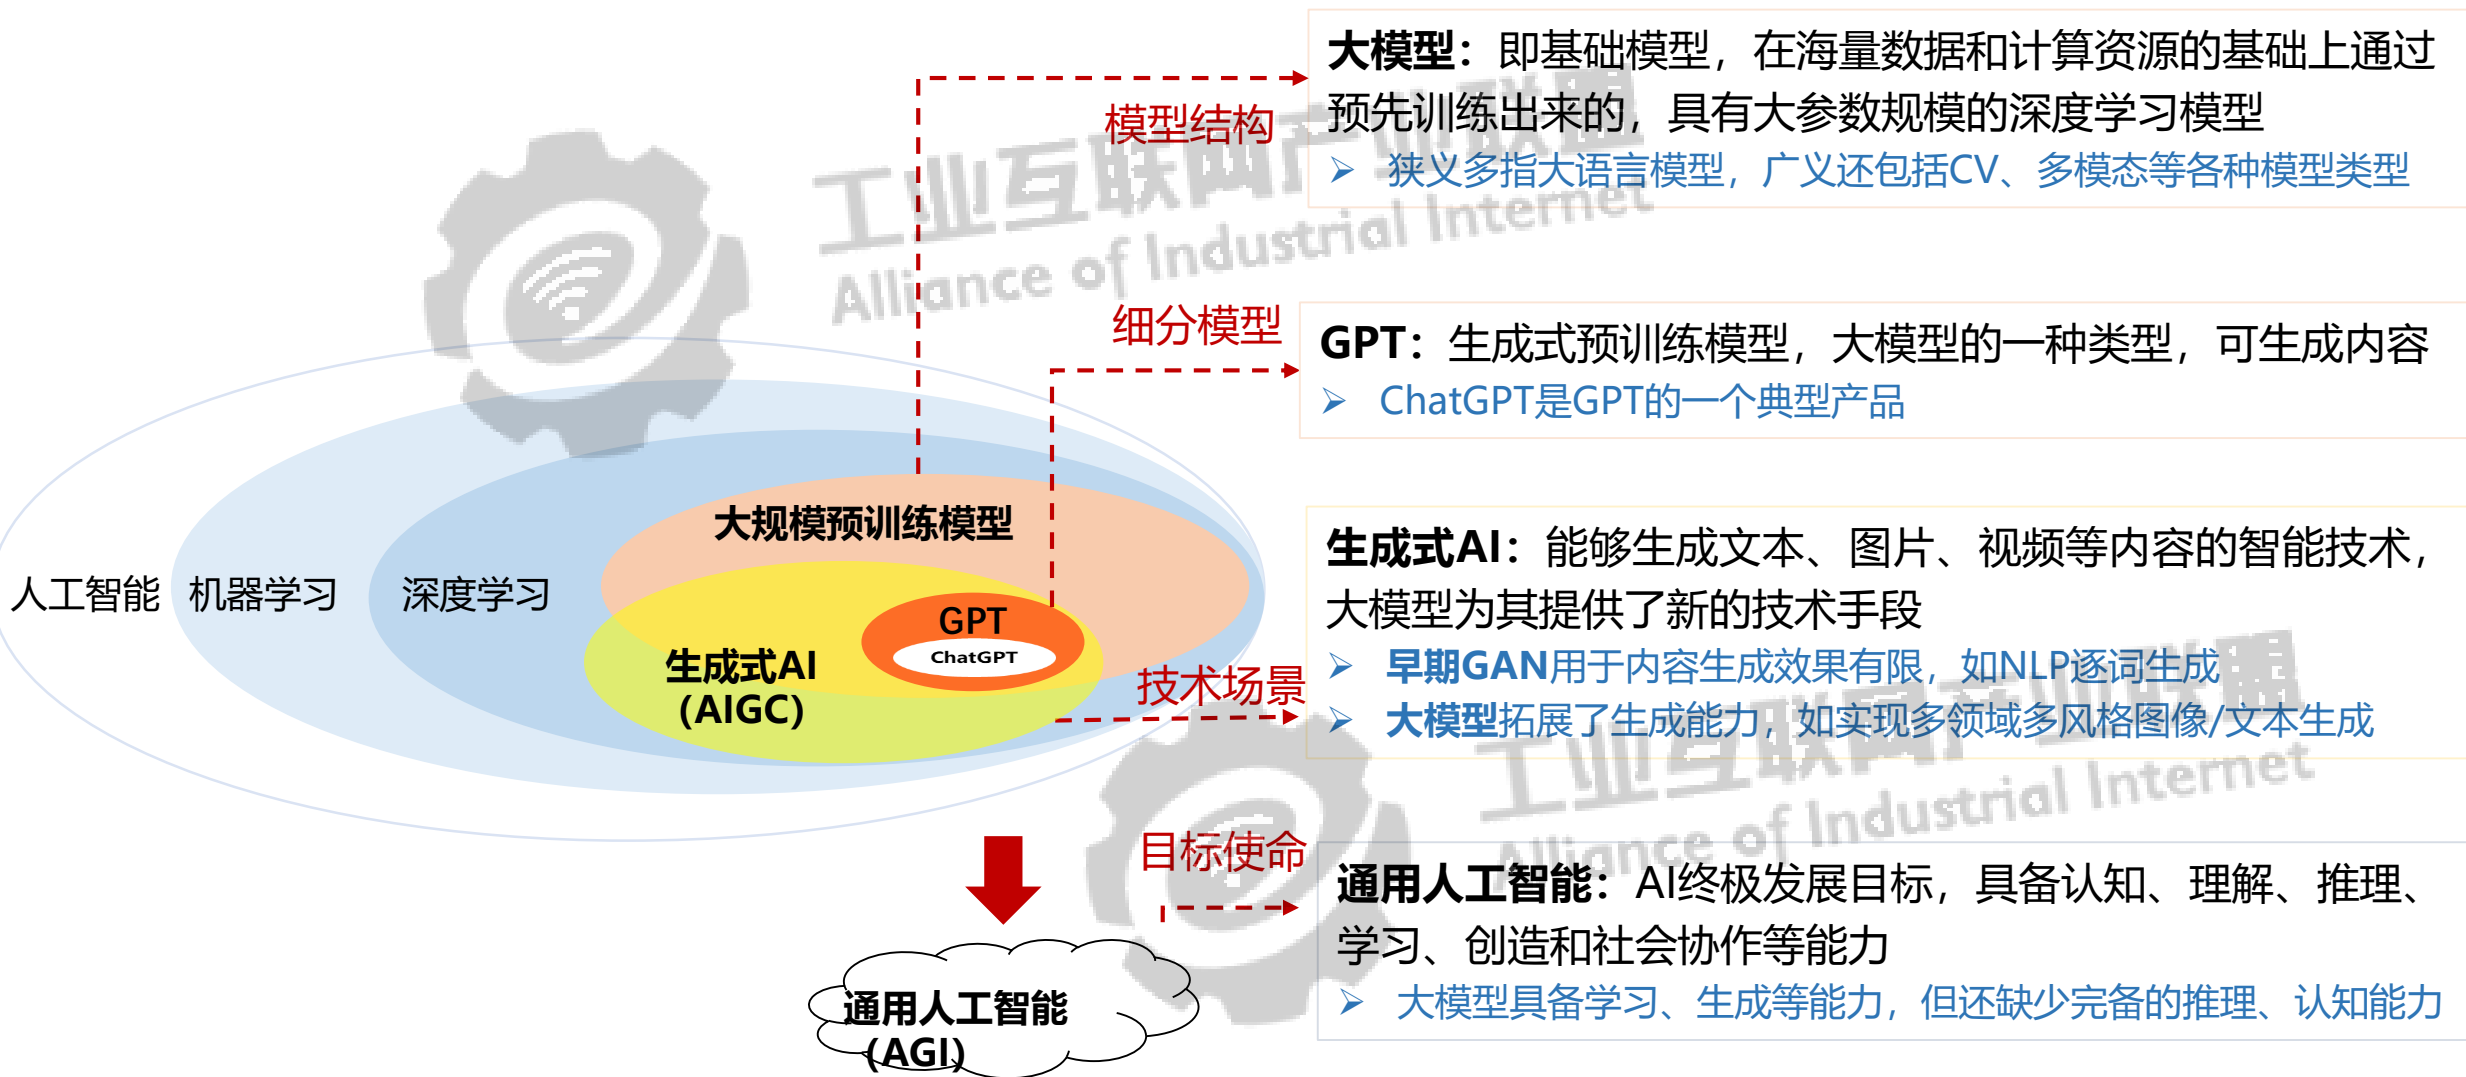 大模型：即基础模型，在海量数据和计算资源的基础上通过
预先训练出来的，具有大参数规模的深度学习模型
➢ 狭义多指大语言模型，广义还包括CV、多模态等各种模型类型
模型结构
工业互联网产业联盟
Alliance of Industrial Internet
细分模型
GPT：生成式预训练模型，大模型的一种类型，可生成内容
➢ ChatGPT是GPT的一个典型产品
大规模预训练模型
人工智能
机器学习
深度学习
GPT
ChatGPT
生成式AI
（AIGC）
技术场景
生成式AI：能够生成文本、图片、视频等内容的智能技术，
大模型为其提供了新的技术手段
➢ 早期GAN用于内容生成效果有限，如NLP逐词生成
➢ 大模型拓展了生成能力，如实现多领域多风格图像/文本生成
工业互联网产业联盟
Alliance of Industrial Internet
目标使命
通用人工智能：AI终极发展目标，具备认知、理解、推理、
学习、创造和社会协作等能力
➢ 大模型具备学习、生成等能力，但还缺少完备的推理、认知能力
通用人工智能
（AGI）